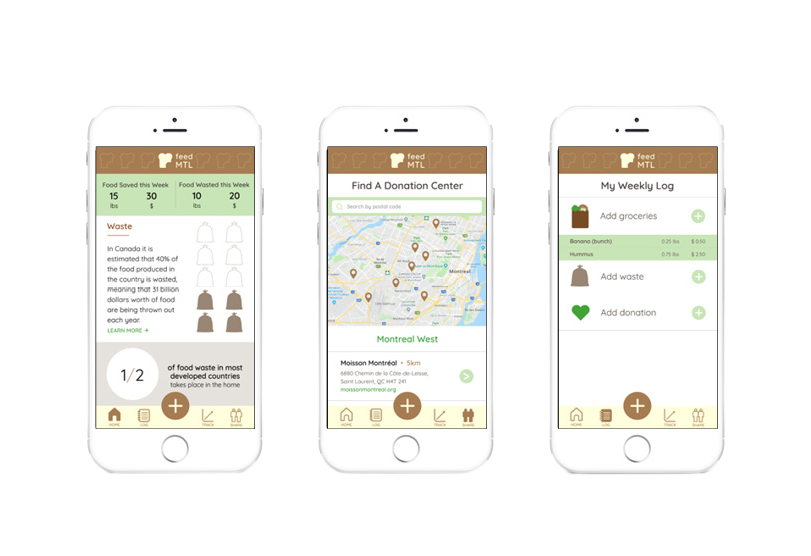 feed
MTL
Food Saved this Week
Food Wasted this Week
15
30
10
20
lbs
$
lbs
$
Waste
In Canada it is
estimated that 40% of
the food produced in
the country is wasted,
meaning that 31 billion
dollars worth of food
are being thrown out
each year.
LEARN MORE +
1/2
of food waste in most
developed countries
takes place in the home
+
HOME
LOG
TRACK
SHARE
feed
MTL
Find A Donation Center
Search by postal code
Montreal
Montreal West
Moisson Montréal • 5km
6880 Chemin de la Côte-de-Liesse,
Saint Laurent, QC H4T 2A1
moissonmontreal.org
+
HOME
LOG
TRACK
SHARE
feed
MTL
My Weekly Log
Add groceries
Banana (bunch) 0.25 lbs $ 0.50
Hummus 0.75 lbs $ 2.50
Add waste
Add donation
+
HOME
LOG
TRACK
SHARE